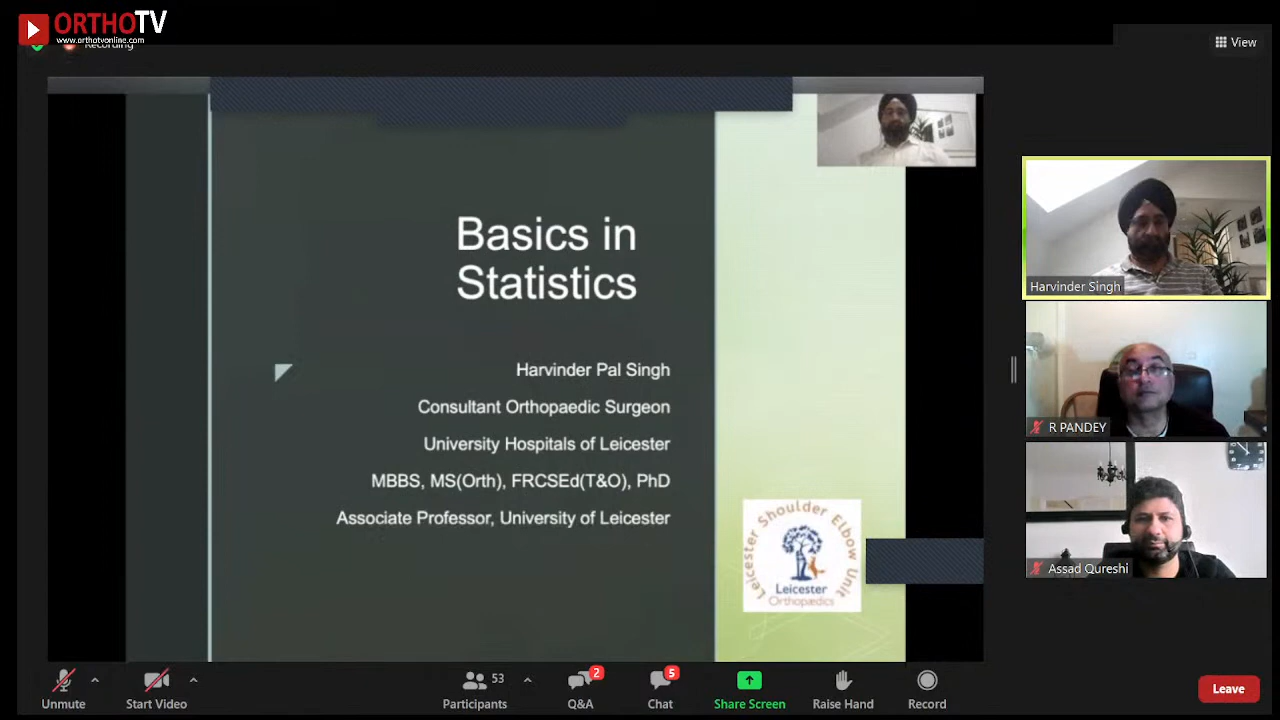 ORTHOTV
www.orthotvonline.com
Recording
View
Basics in
Statistics
Harvinder Pal Singh
Consultant Orthopaedic Surgeon
University Hospitals of Leicester
MBBS, MS(Orth), FRCSEd(T&O), PhD
Associate Professor, University of Leicester
Leicester Shoulder Elbow Unit
Leicester
Orthopædics
Harvinder Singh
R PANDEY
Assad Qureshi
Unmute
Start Video
53
Participants
2
Q&A
5
Chat
Share Screen
Raise Hand
Record
Leave